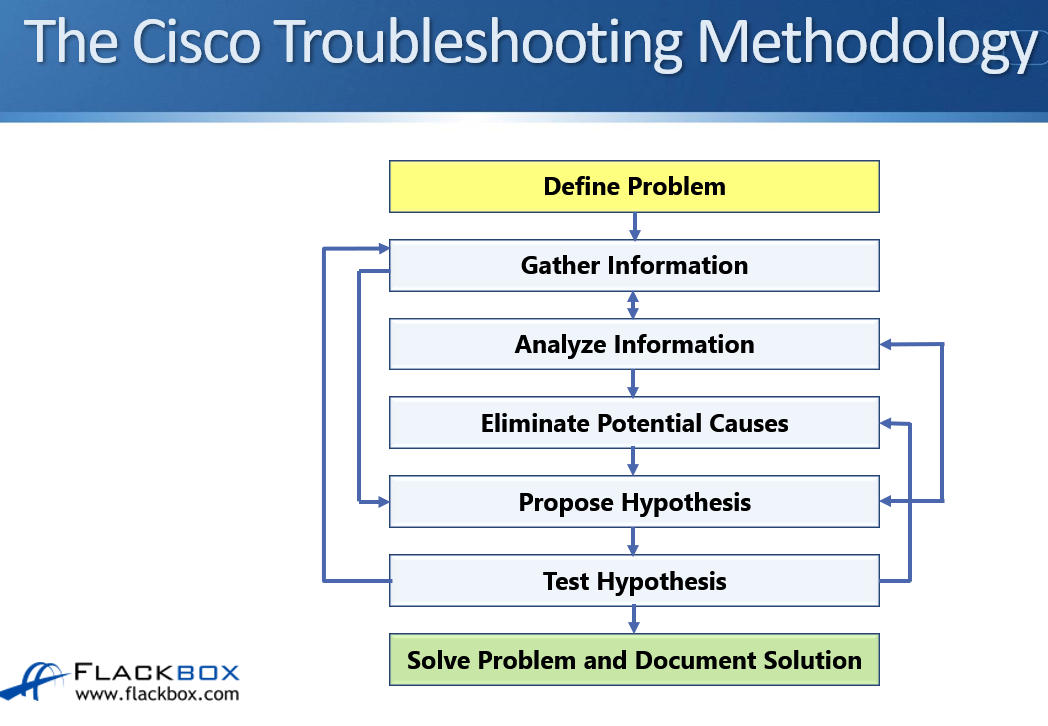 The Cisco Troubleshooting Methodology
Define Problem
Gather Information
Analyze Information
Eliminate Potential Causes
Propose Hypothesis
Test Hypothesis
Solve Problem and Document Solution
FLACKBOX
www.flackbox.com